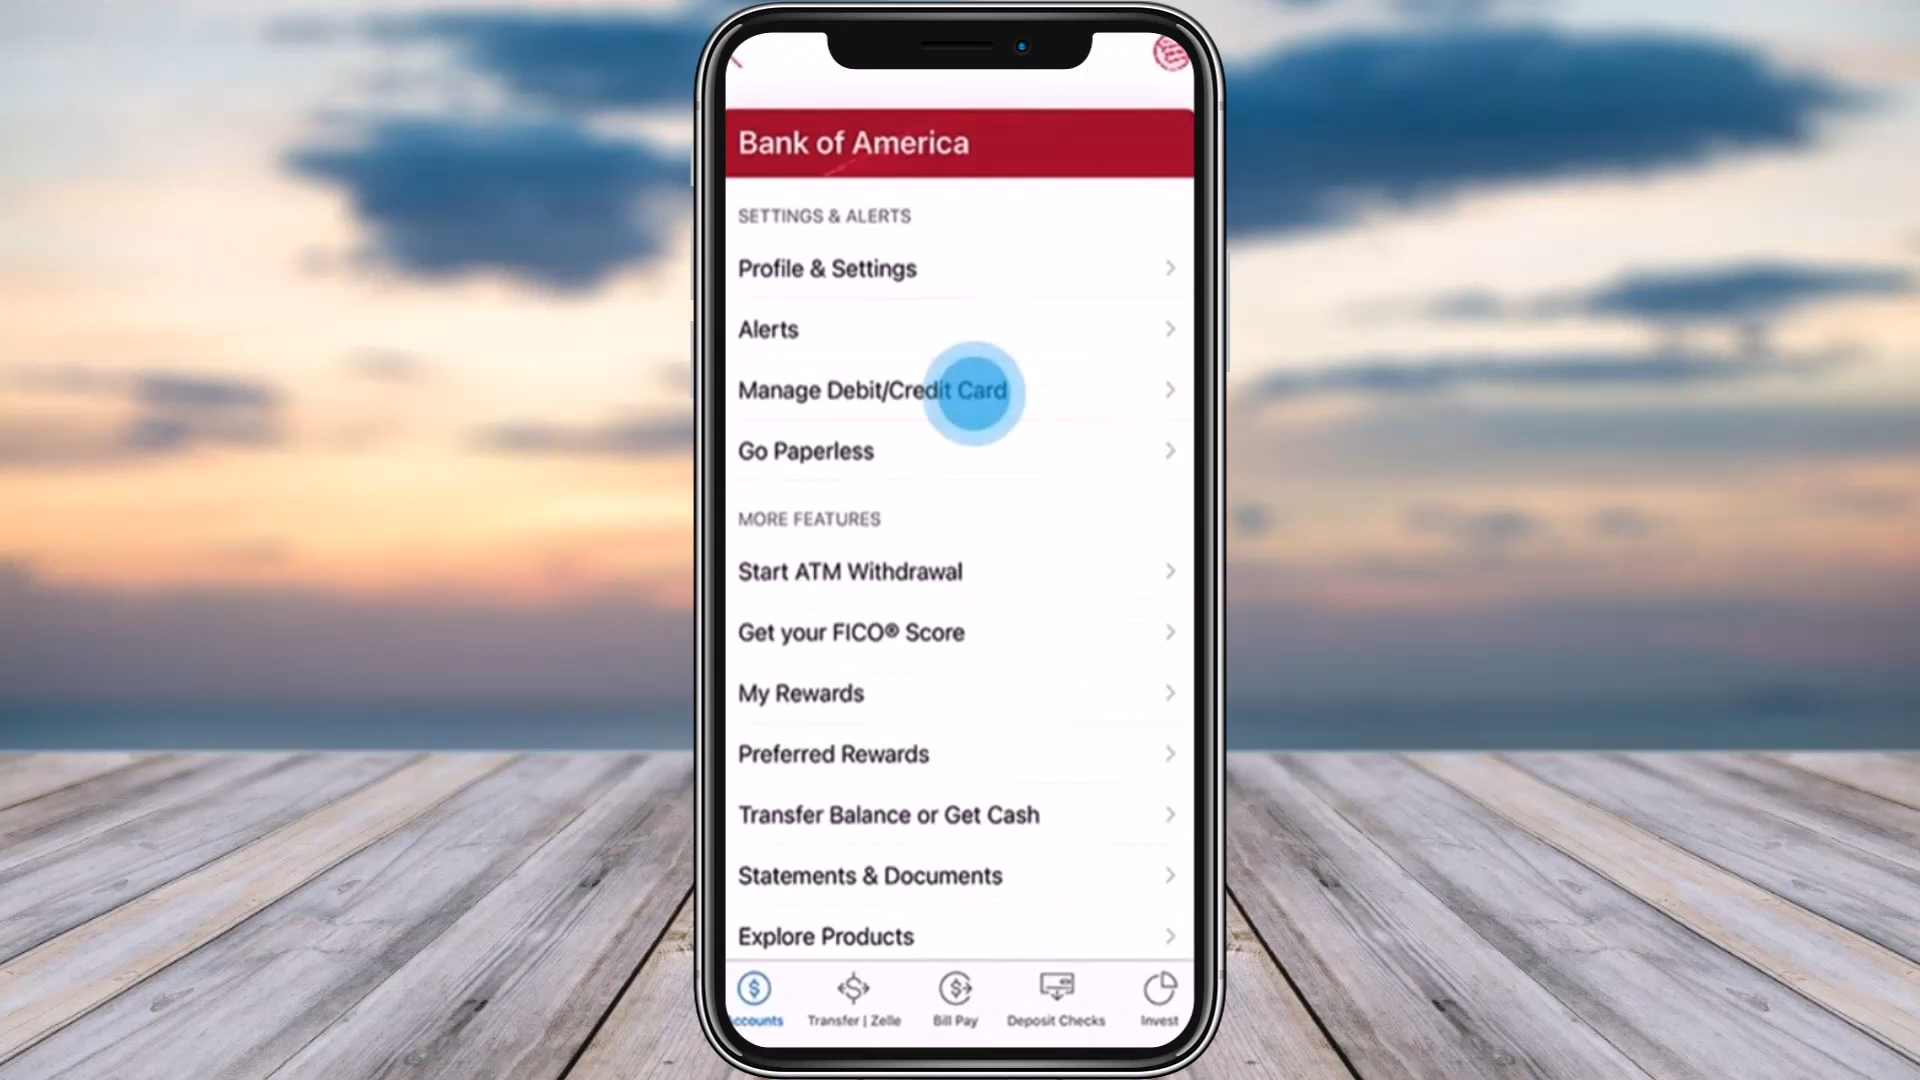 Bank of America
SETTINGS & ALERTS
Profile & Settings
Alerts
Manage Debit/Credit Card
Go Paperless
MORE FEATURES
Start ATM Withdrawal
Get your FICO® Score
My Rewards
Preferred Rewards
Transfer Balance or Get Cash
Statements & Documents
Explore Products
ccounts Transfer | Zelle Bill Pay Deposit Checks Invest